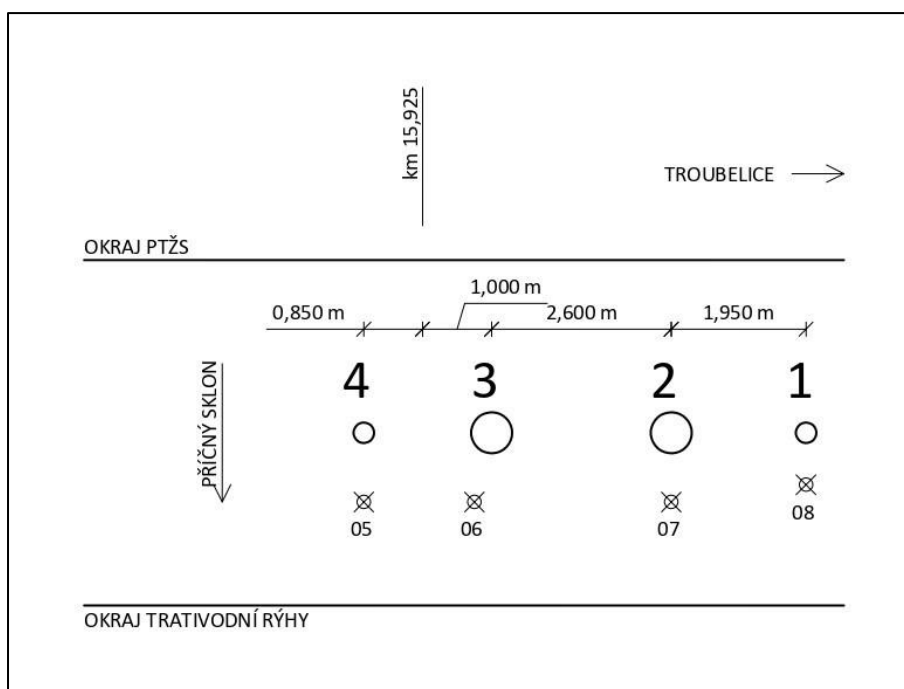 km 15,925
TROUBELICE
OKRAJ PTŽS
1,000 m
0,850 m
2,600 m
1,950 m
PŘÍČNÝ SKLON
4
3
2
1
05
06
07
08
OKRAJ TRATIVODNÍ RÝHY